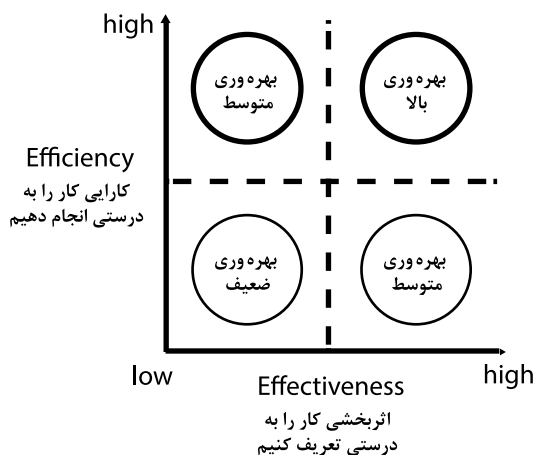 high
بهره‌وری
متوسط
بهره‌وری
بالا
Efficiency
کارایی کار را به
درستی انجام دهیم
بهره‌وری
ضعیف
بهره‌وری
متوسط
low
Effectiveness
high
اثربخشی کار را به
درستی تعریف کنیم